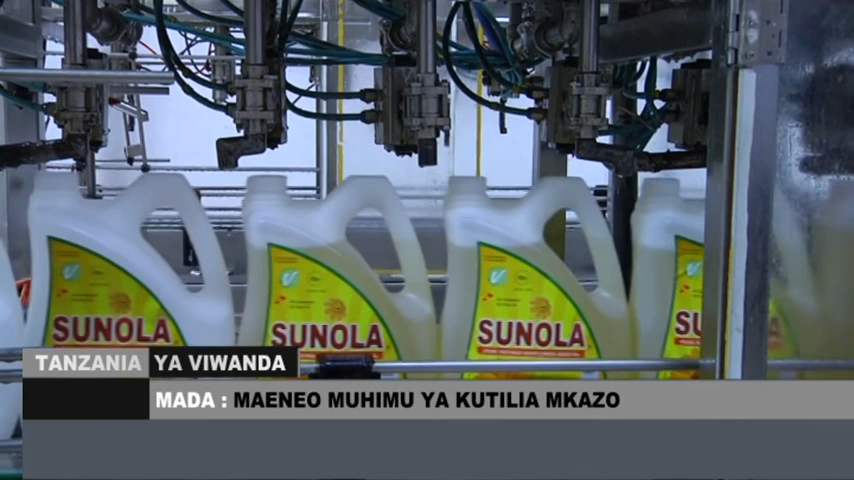 SUNOLA
SUNOLA
SUNOLA
TANZANIA YA VIWANDA
MADA : MAENEO MUHIMU YA KUTILIA MKAZO